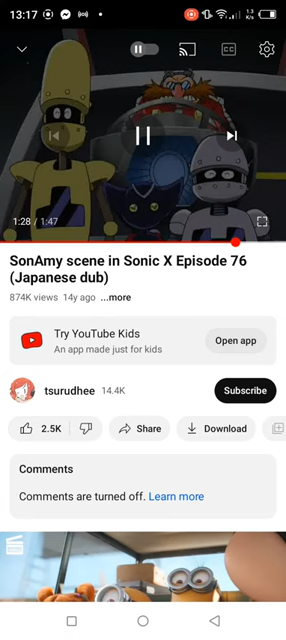 13:17
1.3
K/s
CC
1:28 / 1:47
SonAmy scene in Sonic X Episode 76
(Japanese dub)
874K views 14y ago ...more
Try YouTube Kids
An app made just for kids
Open app
tsurudhee 14.4K
Subscribe
2.5K
Share
Download
Comments
Comments are turned off. Learn more